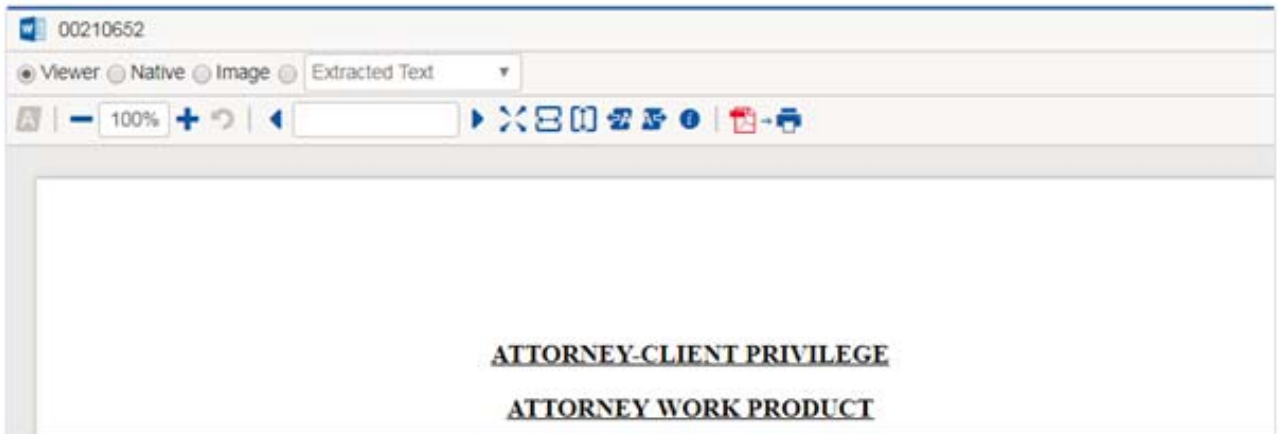 00210652
Viewer Native Image Extracted Text
100%
ATTORNEY-CLIENT PRIVILEGE
ATTORNEY WORK PRODUCT